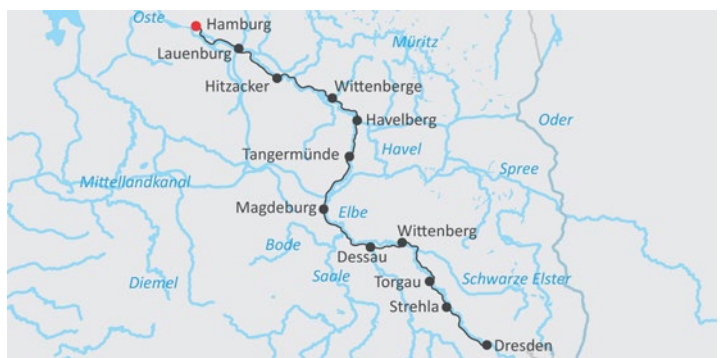 Oste
Hamburg
Müritz
Lauenburg
Hitzacker
Wittenberge
Havelberg
Oder
Tangermünde
Havel
Spree
Mittellandkanal
Magdeburg
Elbe
Wittenberg
Bode
Dessau
Saale
Schwarze Elster
Diemel
Torgau
Strehla
Dresden